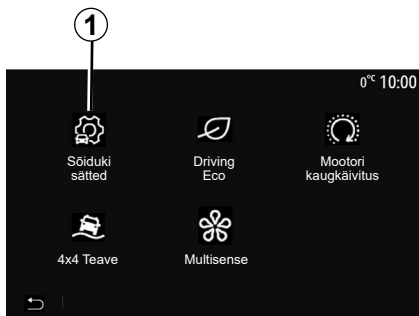 1
0°C 10:00
Sõiduki
sätted
Driving
Eco
Mootori
kaugkäivitus
4x4 Teave
Multisense